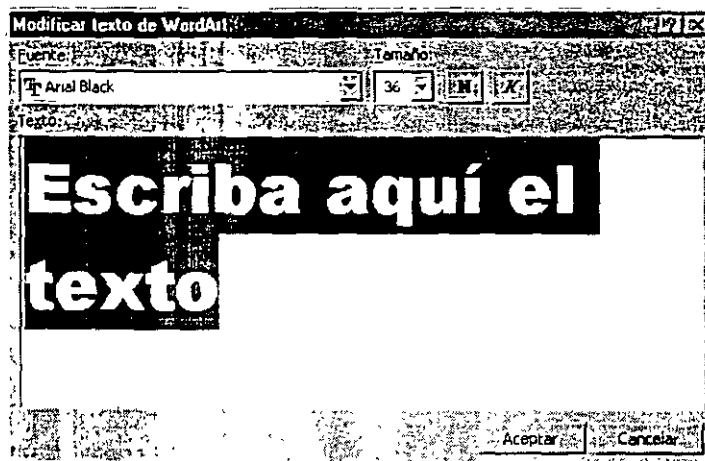 Modificar texto de WordArt
Fuente: Tamaño:
Arial Black 36 N K
Texto:
Escriba aquí el
texto
Aceptar Cancelar